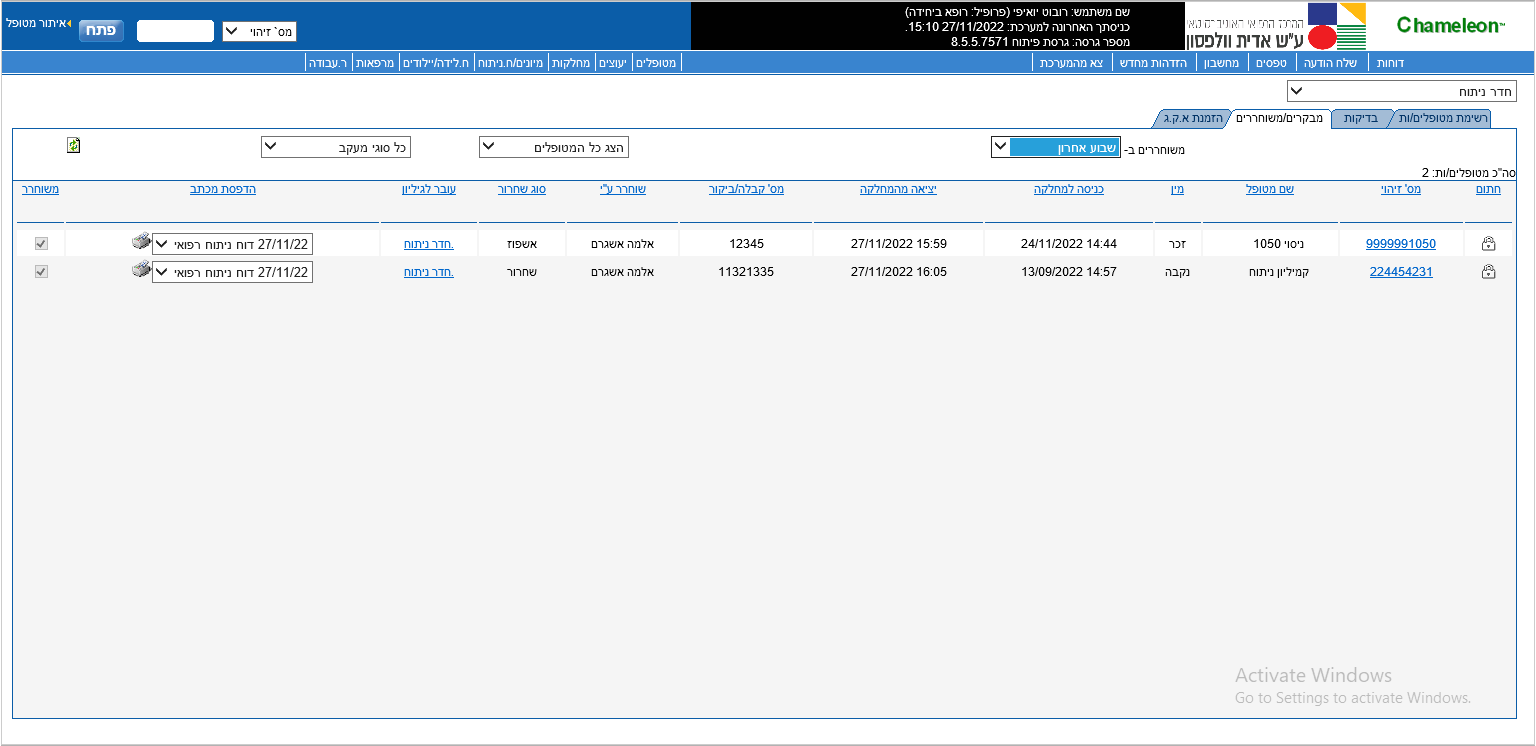 Chameleon™
המרכז הרפואי האוניברסיטאי
ע"ש אדית וולפסון
שם משתמש: רובוט יואיפי (פרופיל: רופא ביחידה)
כניסתך האחרונה למערכת: 27/11/2022 15:10.
מספר גרסה: גרסת פיתוח 8.5.5.7571
מס` זיהוי
פתח
איתור מטופל
דוחות
שלח הודעה
טפסים
מחשבון
הזדהות מחדש
צא מהמערכת
מטופלים
יעוצים
מחלקות
מיונים/ח.ניתוח
ח.לידה/יילודים
מרפאות
ר.עבודה
חדר ניתוח
רשימת מטופלים/ות
בדיקות
מבקרים/משוחררים
הזמנת א.ק.ג
משוחררים ב-
שבוע אחרון
הצג כל המטופלים
כל סוגי מעקב
סה"כ מטופלים/ות: 2
חתום מס' זיהוי שם מטופל מין כניסה למחלקה יציאה מהמחלקה מס' קבלה/ביקור שוחרר ע"י סוג שחרור עובר לגיליון הדפסת מכתב משוחרר
9999991050 ניסוי 1050 זכר 24/11/2022 14:44 27/11/2022 15:59 12345 אלמה אשגרם אשפוז חדר ניתוח. 27/11/22 דוח ניתוח רפואי
224454231 קמיליון ניתוח נקבה 13/09/2022 14:57 27/11/2022 16:05 11321335 אלמה אשגרם שחרור חדר ניתוח. 27/11/22 דוח ניתוח רפואי
Activate Windows
Go to Settings to activate Windows.